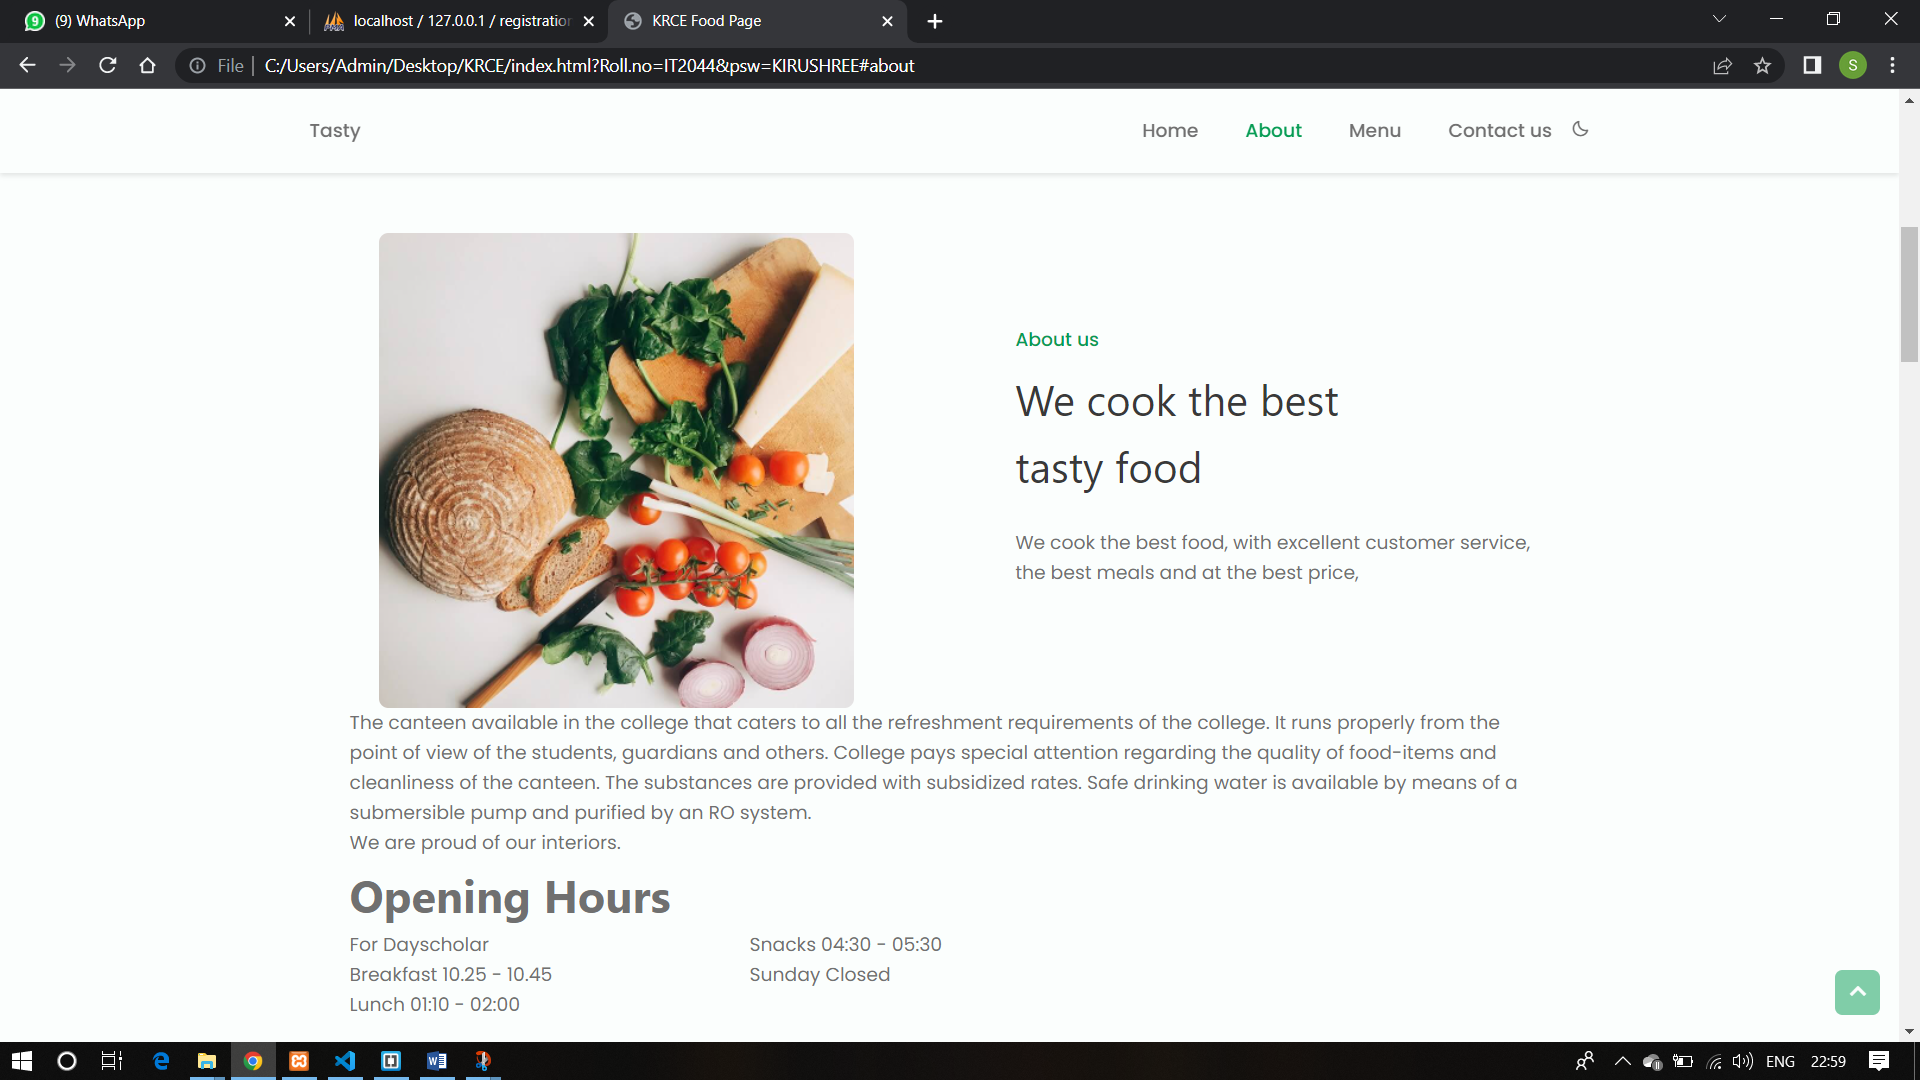 (9) WhatsApp
localhost / 127.0.0.1 / registration
KRCE Food Page
File
C:/Users/Admin/Desktop/KRCE/index.html?Roll.no=IT2044&psw=KIRUSHREE#about
S
Tasty
Home About Menu Contact us
About us
We cook the best
tasty food
We cook the best food, with excellent customer service,
the best meals and at the best price,
The canteen available in the college that caters to all the refreshment requirements of the college. It runs properly from the
point of view of the students, guardians and others. College pays special attention regarding the quality of food-items and
cleanliness of the canteen. The substances are provided with subsidized rates. Safe drinking water is available by means of a
submersible pump and purified by an RO system.
We are proud of our interiors.
Opening Hours
For Dayscholar
Breakfast 10.25 - 10.45
Lunch 01:10 - 02:00
Snacks 04:30 - 05:30
Sunday Closed
ENG 22:59